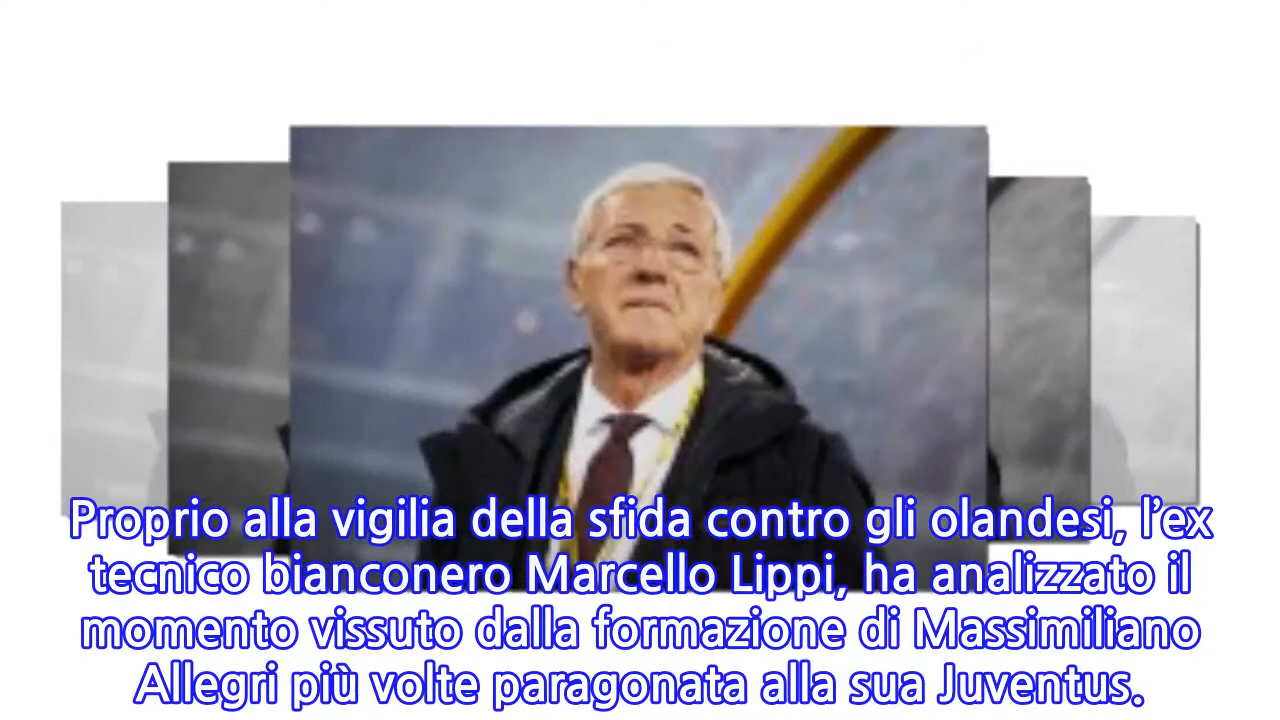 Proprio alla vigilia della sfida contro gli olandesi, l'ex
tecnico bianconero Marcello Lippi, ha analizzato il
momento vissuto dalla formazione di Massimiliano
Allegri più volte paragonata alla sua Juventus.